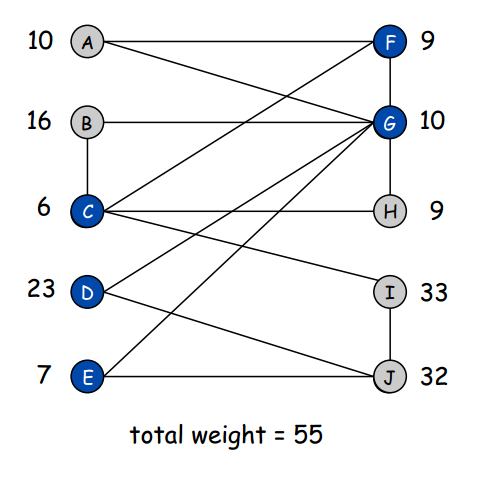 10 A F 9
16 B G 10
6 C H 9
23 D I 33
7 E J 32
total weight = 55